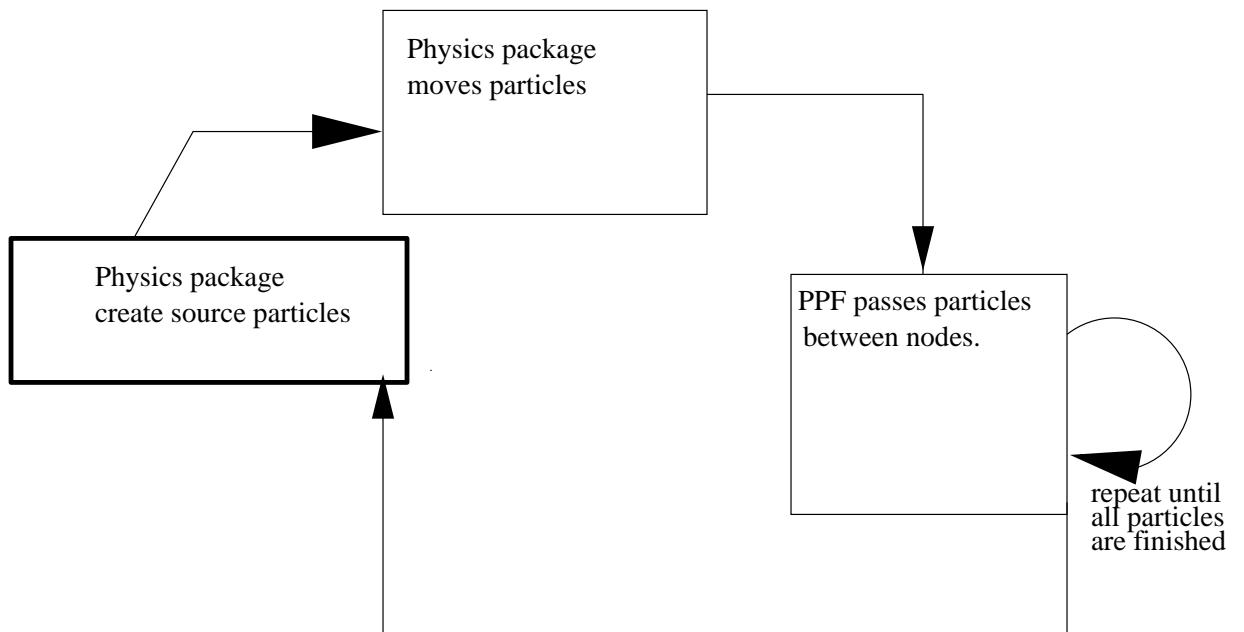 Physics package
moves particles
Physics package
create source particles
PPF passes particles
between nodes.
repeat until
all particles
are finished